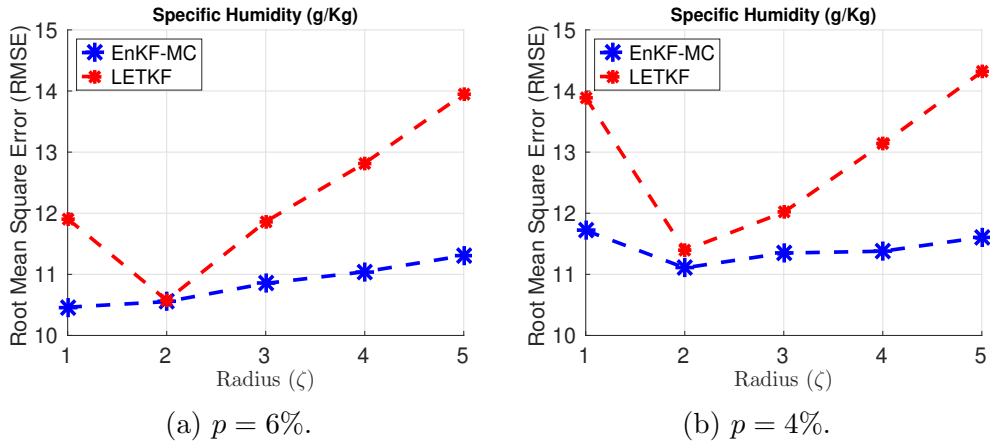 Specific Humidity (g/Kg)
Root Mean Square Error (RMSE)
15
14
13
12
11
10
EnKF-MC
LETKF
1 2 3 4 5
Radius (ζ)
(a) p = 6%.
Specific Humidity (g/Kg)
Root Mean Square Error (RMSE)
15
14
13
12
11
10
EnKF-MC
LETKF
1 2 3 4 5
Radius (ζ)
(b) p = 4%.